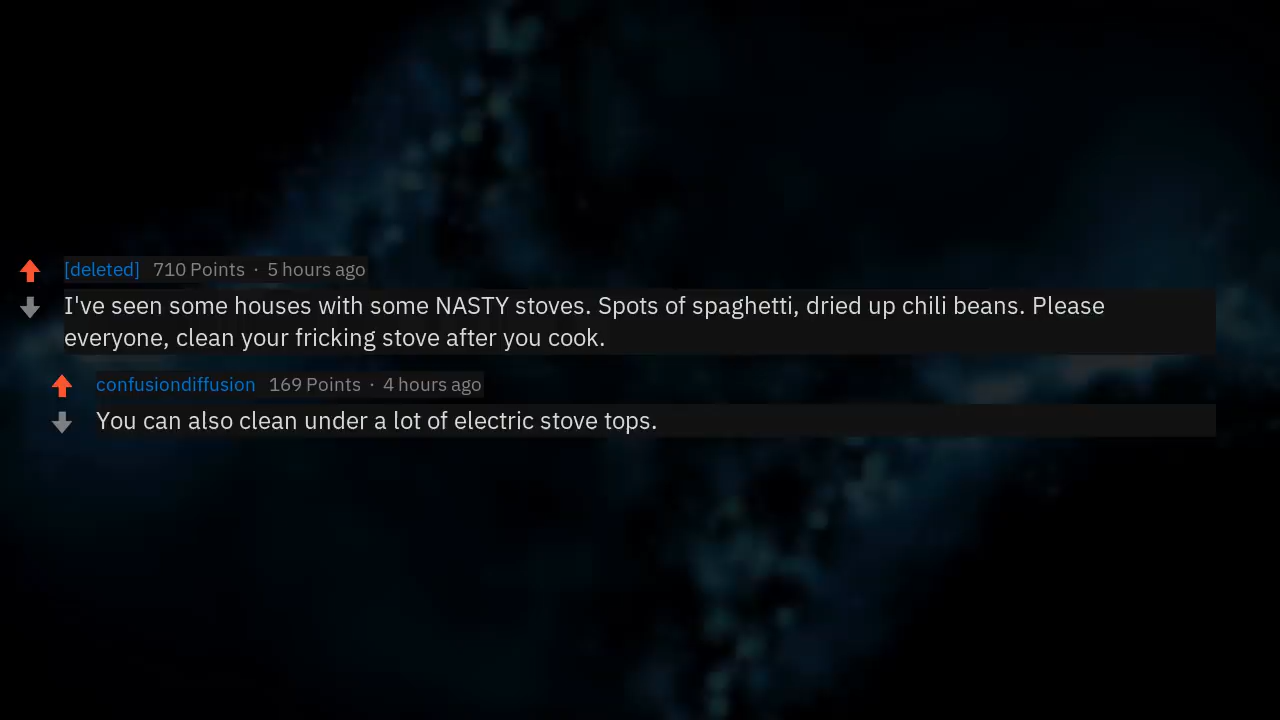 [deleted] 710 Points · 5 hours ago
I've seen some houses with some NASTY stoves. Spots of spaghetti, dried up chili beans. Please
everyone, clean your fricking stove after you cook.
confusiondiffusion 169 Points · 4 hours ago
You can also clean under a lot of electric stove tops.